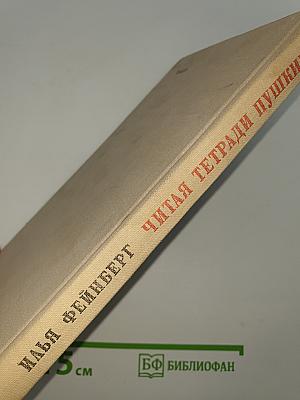 ИЛЬЯ ФЕЙНБЕРГ ЧИТАЯ ТЕТРАДИ ПУШКИ
5 см
БФ БИБЛИОФАН